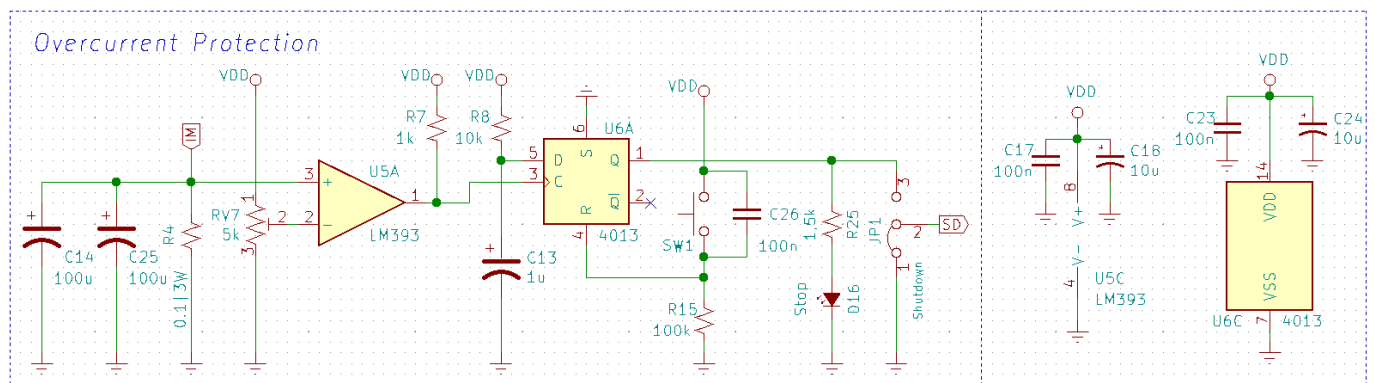 Overcurrent Protection
VDD
VDD
VDD
VDD
VDD
VDD
IM
R7
1k
R8
10k
U6A
6
S
5
D
Q
1
3
C
Q
2
R
4
4013
3
+
U5A
1
2
-
LM393
1
RV7
5k
2
3
+
C14
100u
+
C25
100u
R4
0.1|3W
+
C13
1u
SW1
C26
100n
R15
100k
1,5k
R25
Stop
D16
3
JP1
2
1
SD
Shutdown
C17
100n
8
V+
C18
10u
V-
4
U5C
LM393
C23
100n
C24
10u
14
VDD
VSS
U6C
7
4013